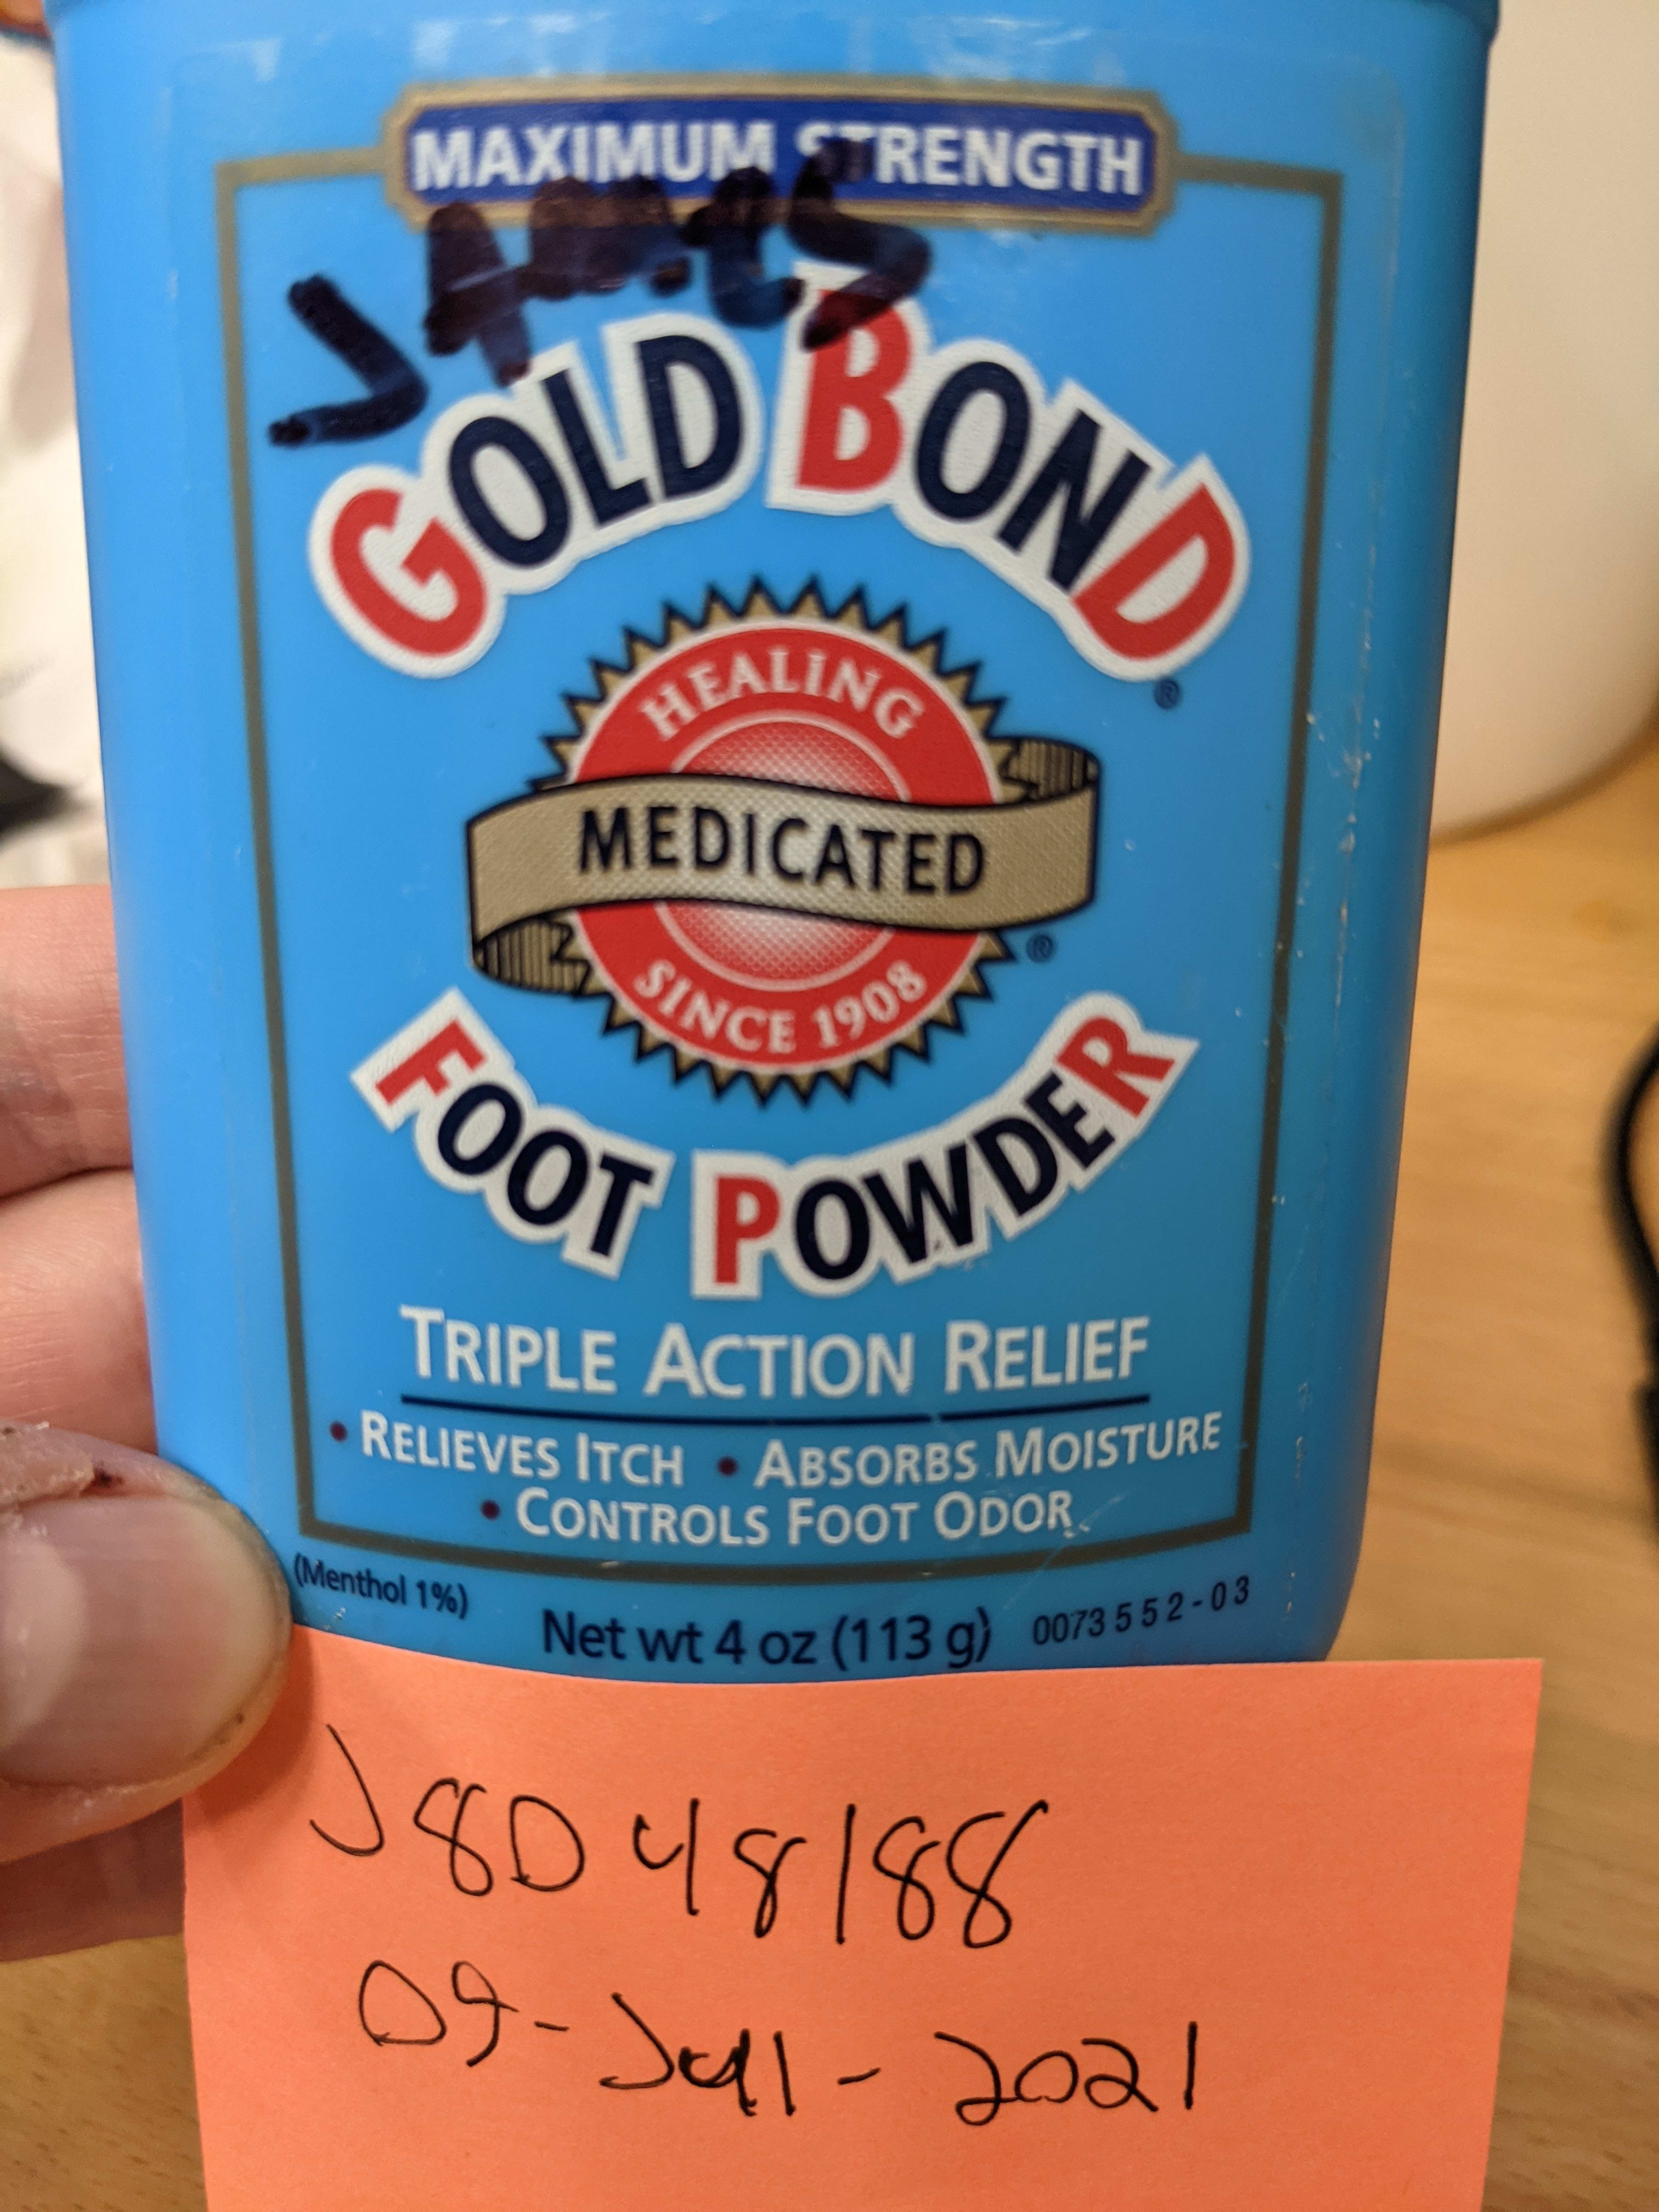 MAXIMUM STRENGTH
JAMES
GOLD BOND®
HEALING
MEDICATED®
SINCE 1908
FOOT POWDER
TRIPLE ACTION RELIEF
• RELIEVES ITCH • ABSORBS MOISTURE
• CONTROLS FOOT ODOR
(Menthol 1%)
Net wt 4 oz (113 g) 0073552-03
J8D48188
09-Jul-2021